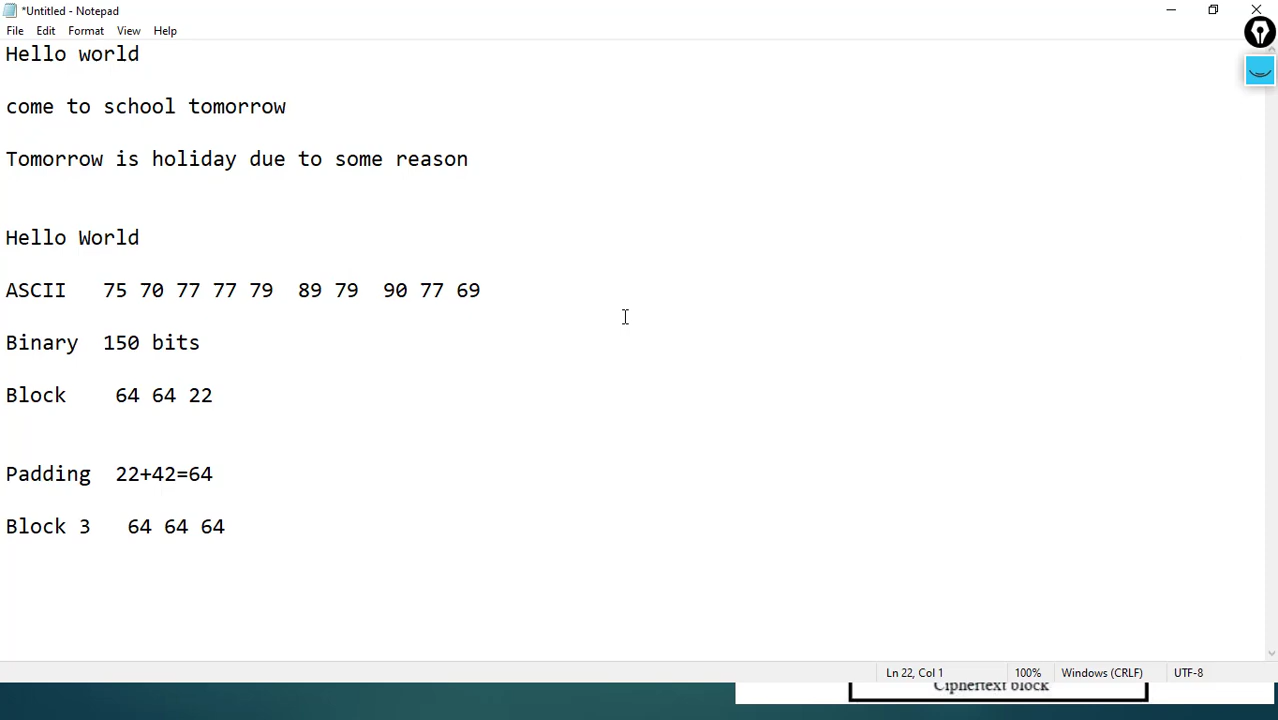 *Untitled - Notepad
File Edit Format View Help
Hello world
come to school tomorrow
Tomorrow is holiday due to some reason
Hello World
ASCII   75 70 77 77 79  89 79  90 77 69
Binary  150 bits
Block    64 64 22
Padding  22+42=64
Block 3   64 64 64
Ln 22, Col 1 100% Windows (CRLF) UTF-8
Ciphertext block